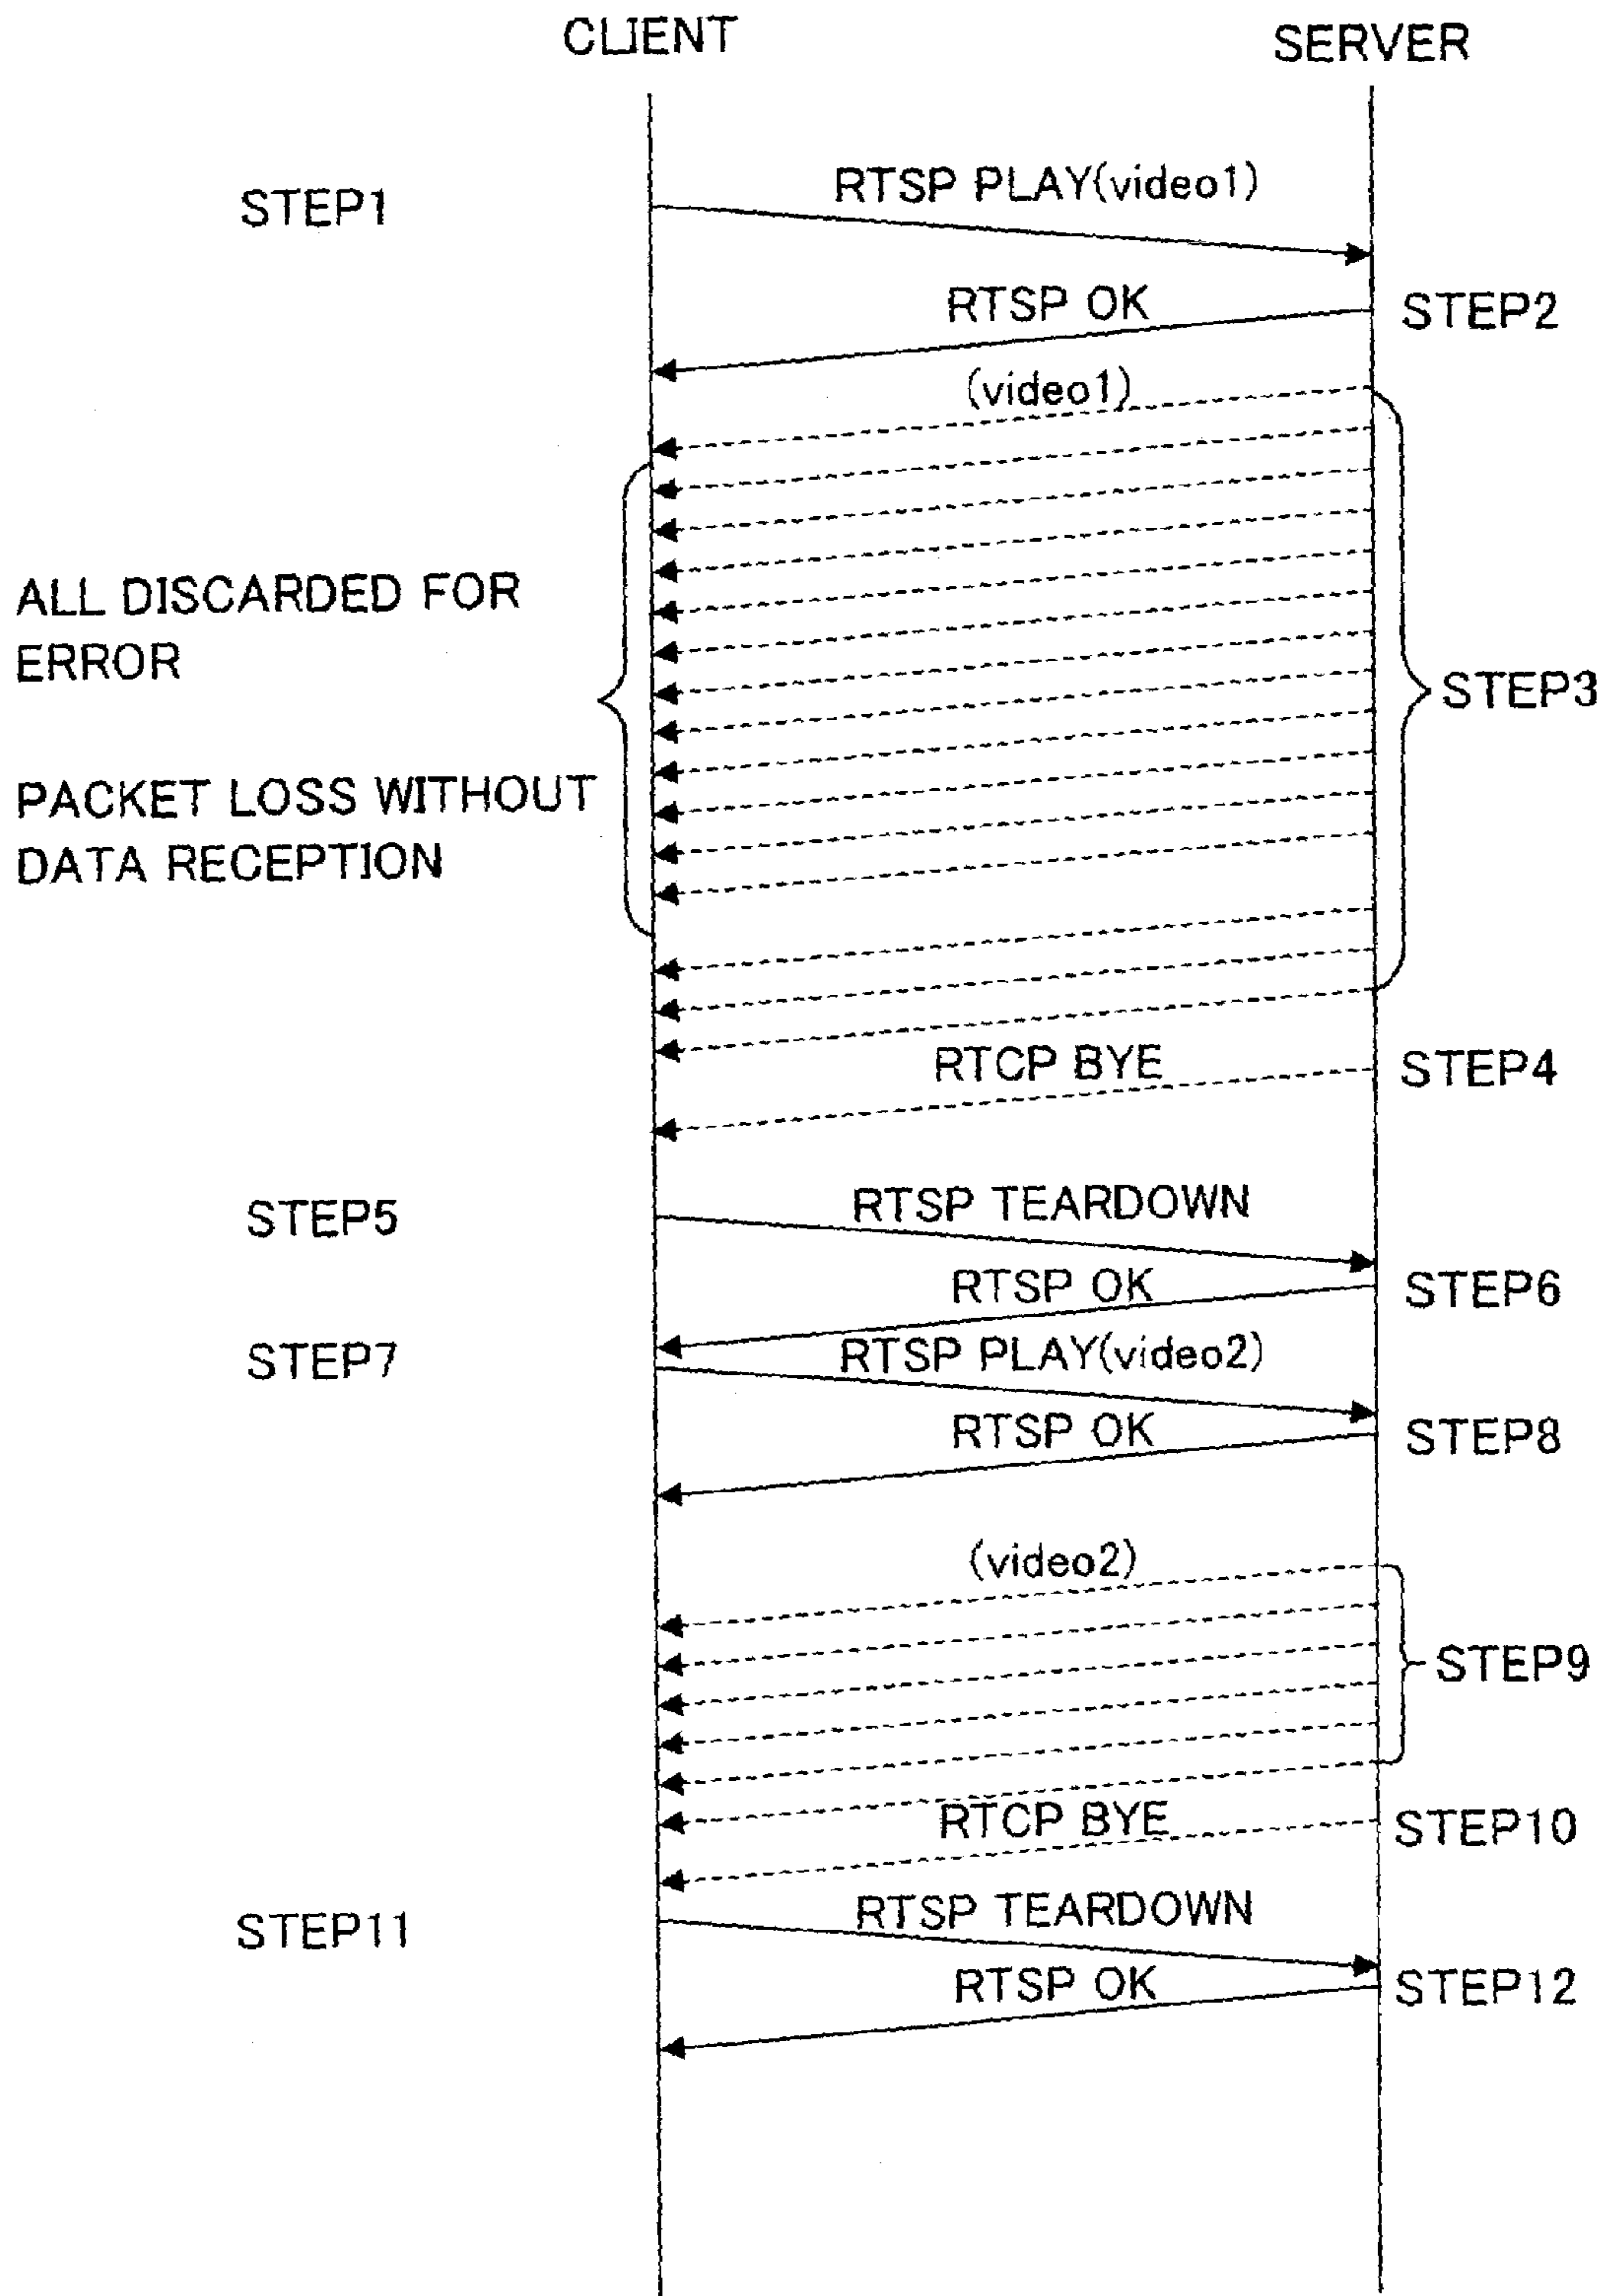 CLIENT
SERVER
STEP1
RTSP PLAY(video1)
RTSP OK
STEP2
(video1)
ALL DISCARDED FOR
ERROR
STEP3
PACKET LOSS WITHOUT
DATA RECEPTION
RTCP BYE
STEP4
STEP5
RTSP TEARDOWN
RTSP OK
STEP6
STEP7
RTSP PLAY(video2)
RTSP OK
STEP8
(video2)
STEP9
RTCP BYE
STEP10
STEP11
RTSP TEARDOWN
RTSP OK
STEP12